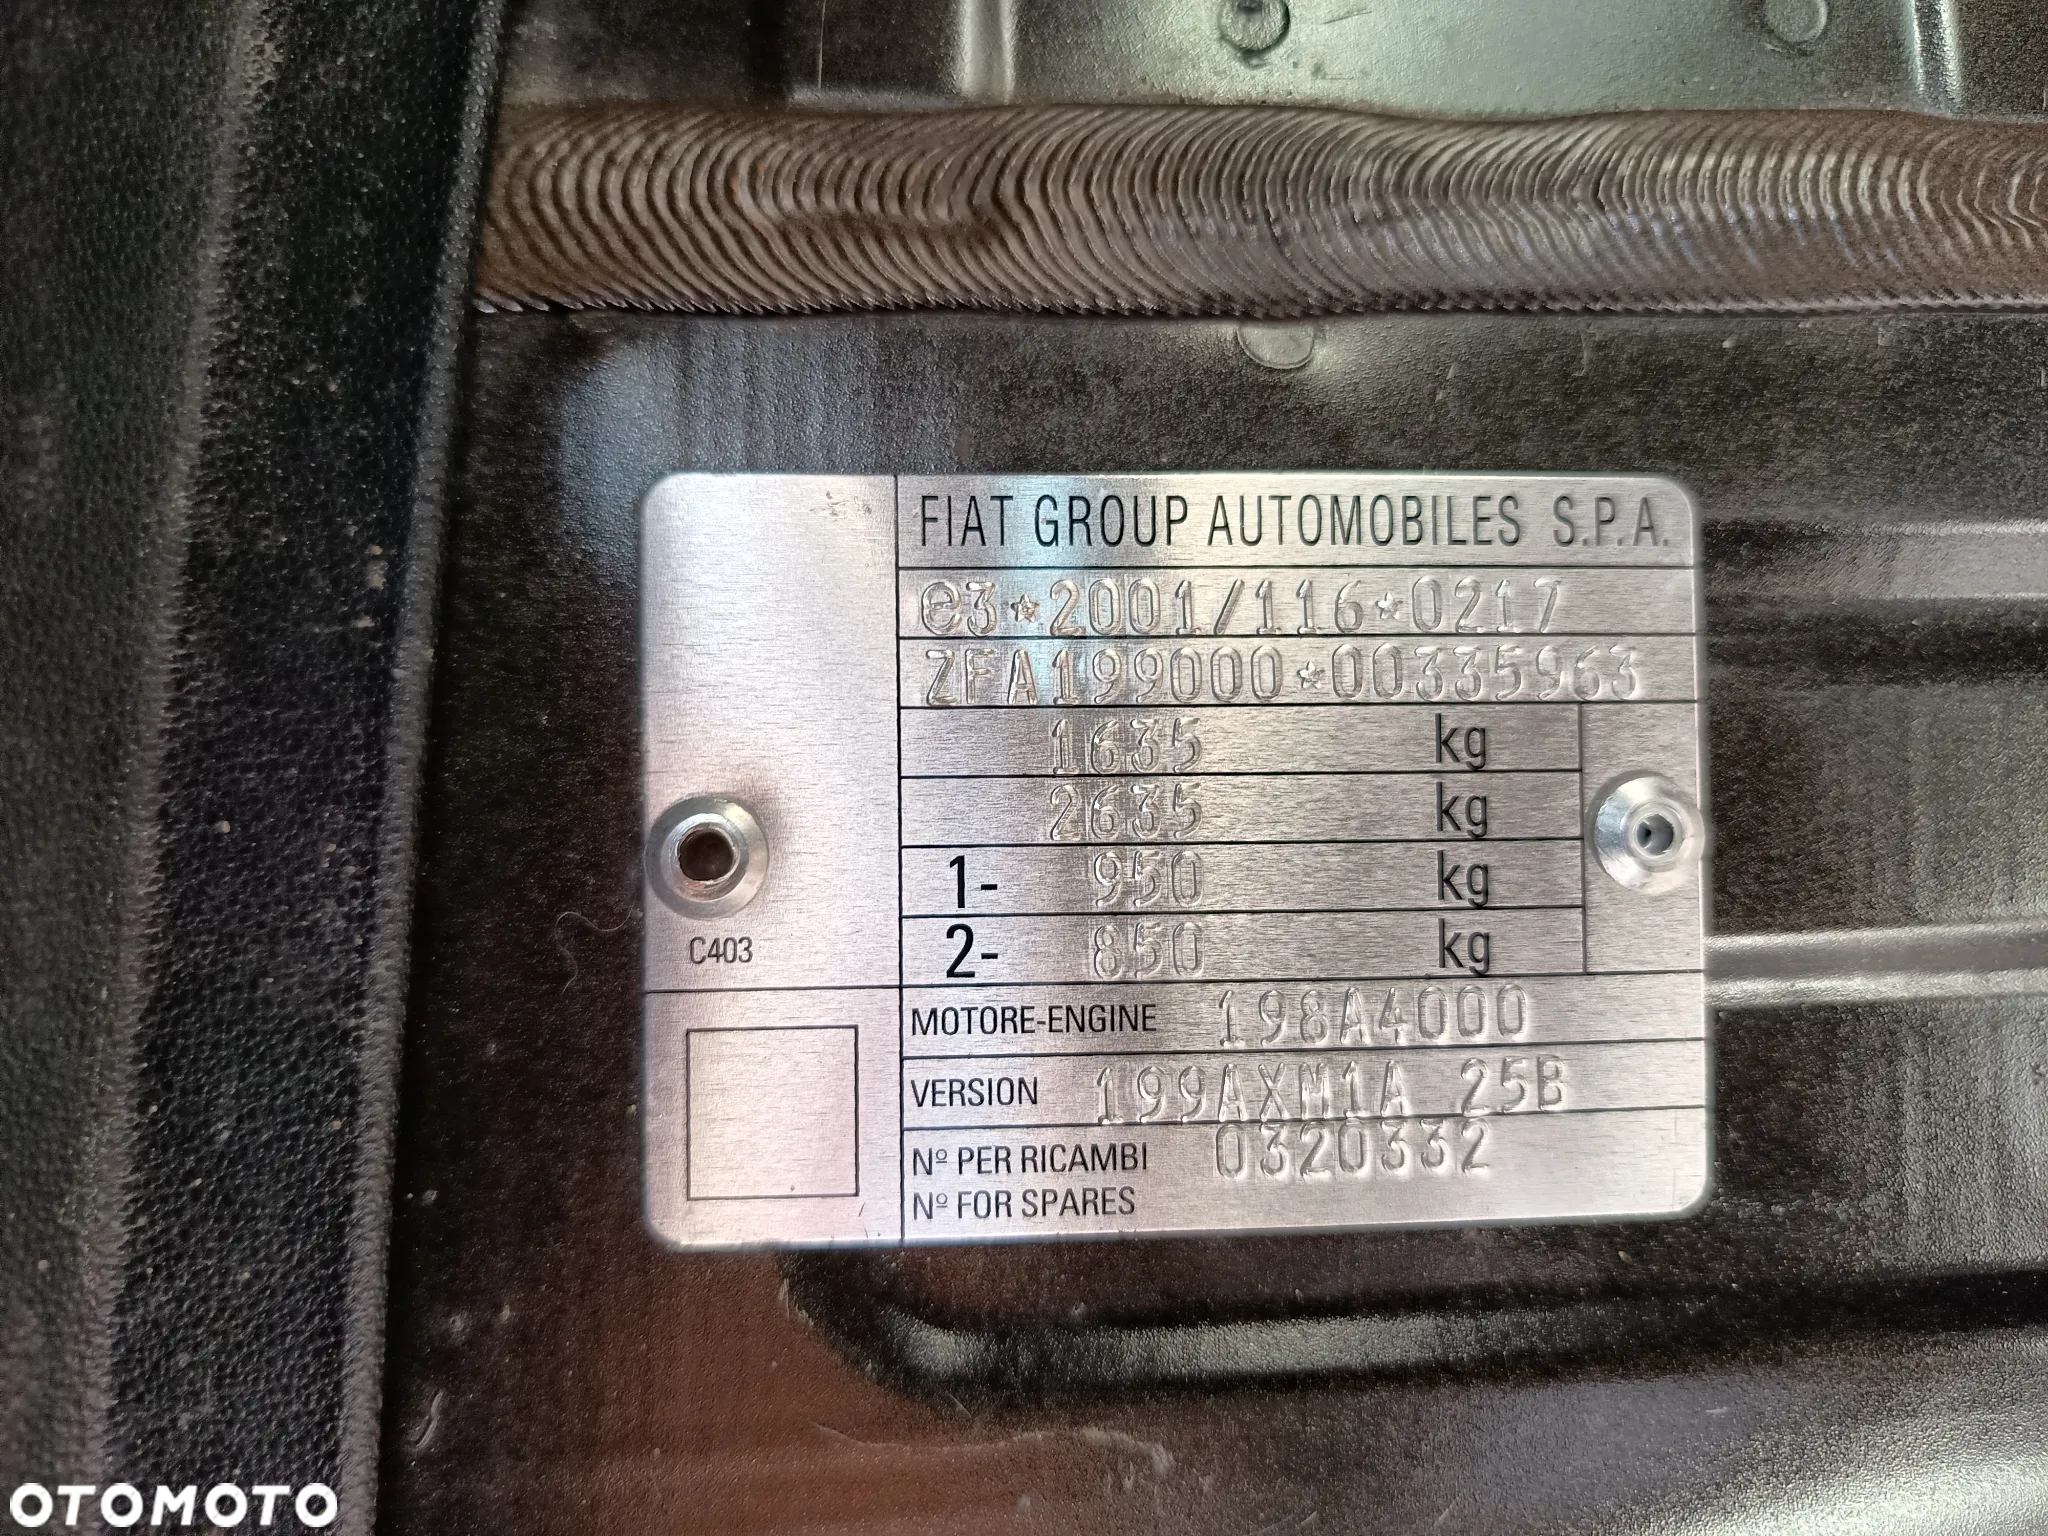 FIAT GROUP AUTOMOBILES S.P.A.
e3*2001/116*0217
ZFA199000*00335963
1635 kg
2635 kg
1- 950 kg
2- 850 kg
C403
MOTORE-ENGINE 198A4000
VERSION 199AXM1A 25B
Nº PER RICAMBI 0320332
Nº FOR SPARES
OTOMOTO